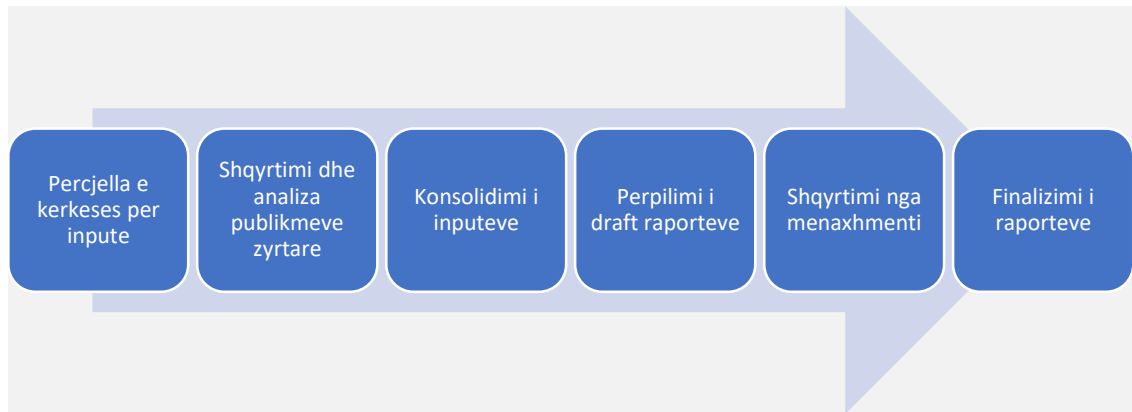 Percjella e
kerkeses per
inpute
Shqyrtimi dhe
analiza
publikmeve
zyrtare
Konsolidimi i
inputeve
Perpilimi i
draft raporteve
Shqyrtimi nga
menaxhmenti
Finalizimi i
raporteve